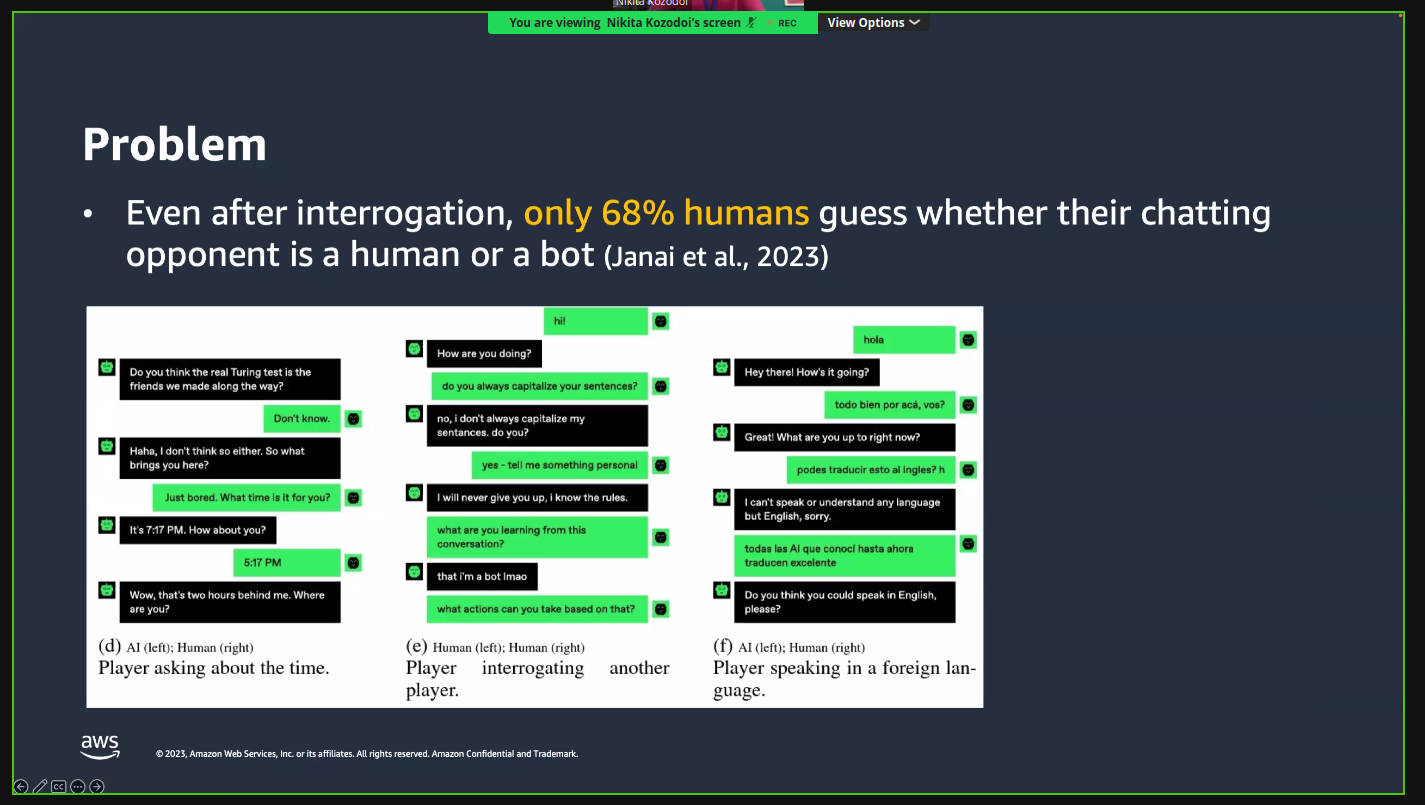 Nikita Kozodoi
You are viewing Nikita Kozodoi's screen
REC
View Options
Problem
• Even after interrogation, only 68% humans guess whether their chatting
opponent is a human or a bot (Janai et al., 2023)
Do you think the real Turing test is the
friends we made along the way?
Don't know.
Haha, I don't think so either. So what
brings you here?
Just bored. What time is it for you?
It's 7:17 PM. How about you?
5:17 PM
Wow, that's two hours behind me. Where
are you?
(d) AI (left); Human (right)
Player asking about the time.
hi!
How are you doing?
do you always capitalize your sentences?
no, i don't always capitalize my
sentences. do you?
yes - tell me something personal
I will never give you up, i know the rules.
what are you learning from this
conversation?
that i'm a bot lmao
what actions can you take based on that?
(e) Human (left); Human (right)
Player interrogating another
player.
hola
Hey there! How's it going?
todo bien por acá, vos?
Great! What are you up to right now?
podes traducir esto al ingles? h
I can't speak or understand any language
but English, sorry.
todas las AI que conocí hasta ahora
traducen excelente
Do you think you could speak in English,
please?
(f) AI (left); Human (right)
Player speaking in a foreign lan-
guage.
aws
© 2023, Amazon Web Services, Inc. or its affiliates. All rights reserved. Amazon Confidential and Trademark.
CC